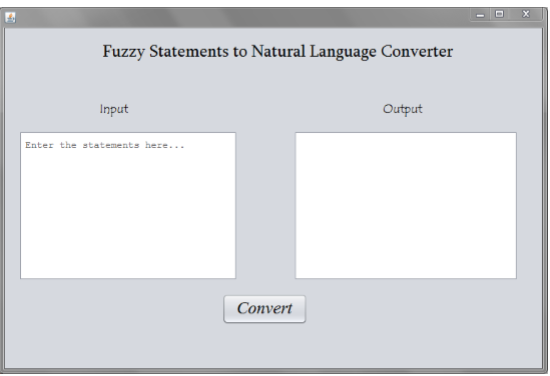 Fuzzy Statements to Natural Language Converter
Input
Output
Enter the statements here...
Convert